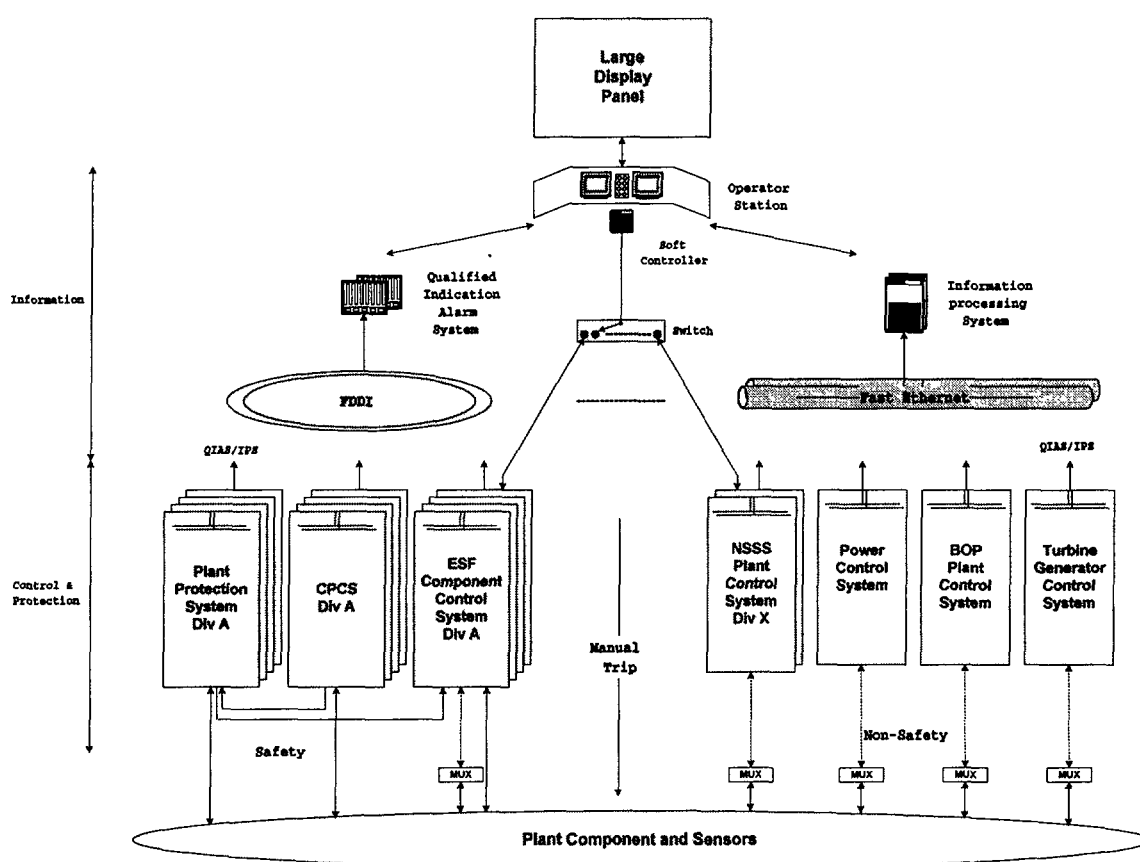 Large
Display
Panel
Operator
Station
Soft
Controller
Qualified
Indication
Alarm
System
Information
processing
System
Information
Switch
FDDI
Fast Ethernet
QIAS/IPS
QIAS/IPS
Plant
Protection
System
Div A
CPCS
Div A
ESF
Component
Control
System
Div A
NSSS
Plant
Control
System
Div X
Power
Control
System
BOP
Plant
Control
System
Turbine
Generator
Control
System
Control &
Protection
Manual
Trip
Safety
Non-Safety
MUX
MUX
MUX
MUX
MUX
Plant Component and Sensors